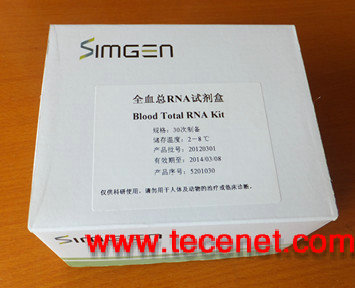 SIMGEN
全血总RNA试剂盒
Blood Total RNA Kit
规格：30次制备
储存温度：2－8℃
产品批号：20120301
有效期至：2014/03/08
产品序号：5201030
仅供科研使用，请勿用于人体及动物的治疗或临床诊断。
SIMGEN
www.tecenet.com